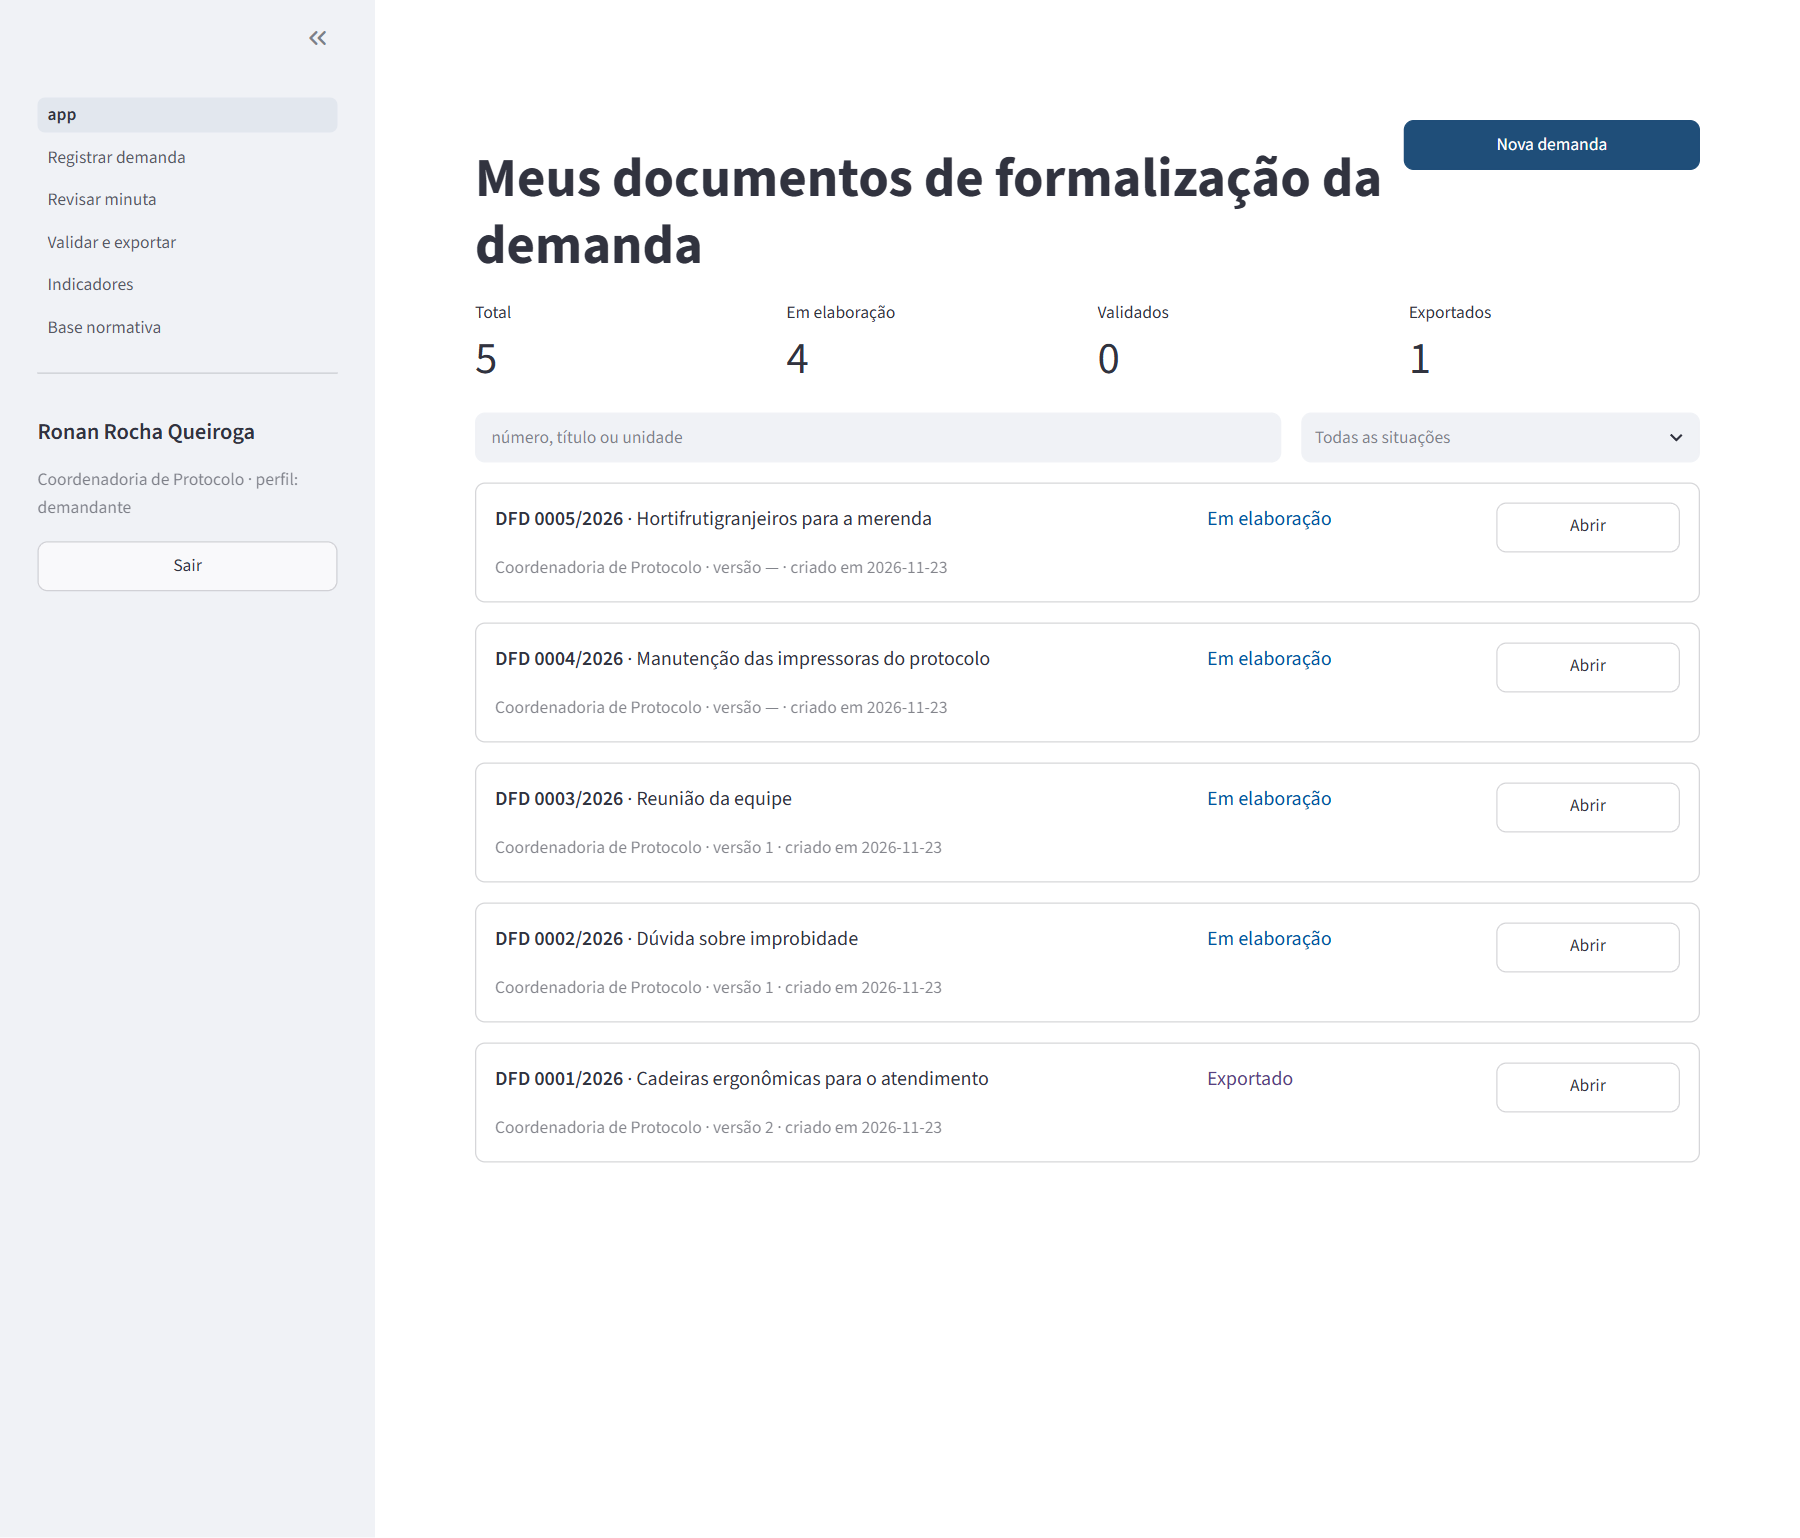 app
Registrar demanda
Revisar minuta
Validar e exportar
Indicadores
Base normativa
Ronan Rocha Queiroga
Coordenadoria de Protocolo · perfil:
demandante
Sair
Nova demanda
Meus documentos de formalização da
demanda
Total
Em elaboração
Validados
Exportados
5
4
0
1
número, título ou unidade
Todas as situações
DFD 0005/2026 · Hortifrutigranjeiros para a merenda
Em elaboração
Abrir
Coordenadoria de Protocolo · versão — · criado em 2026-11-23
DFD 0004/2026 · Manutenção das impressoras do protocolo
Em elaboração
Abrir
Coordenadoria de Protocolo · versão — · criado em 2026-11-23
DFD 0003/2026 · Reunião da equipe
Em elaboração
Abrir
Coordenadoria de Protocolo · versão 1 · criado em 2026-11-23
DFD 0002/2026 · Dúvida sobre improbidade
Em elaboração
Abrir
Coordenadoria de Protocolo · versão 1 · criado em 2026-11-23
DFD 0001/2026 · Cadeiras ergonômicas para o atendimento
Exportado
Abrir
Coordenadoria de Protocolo · versão 2 · criado em 2026-11-23